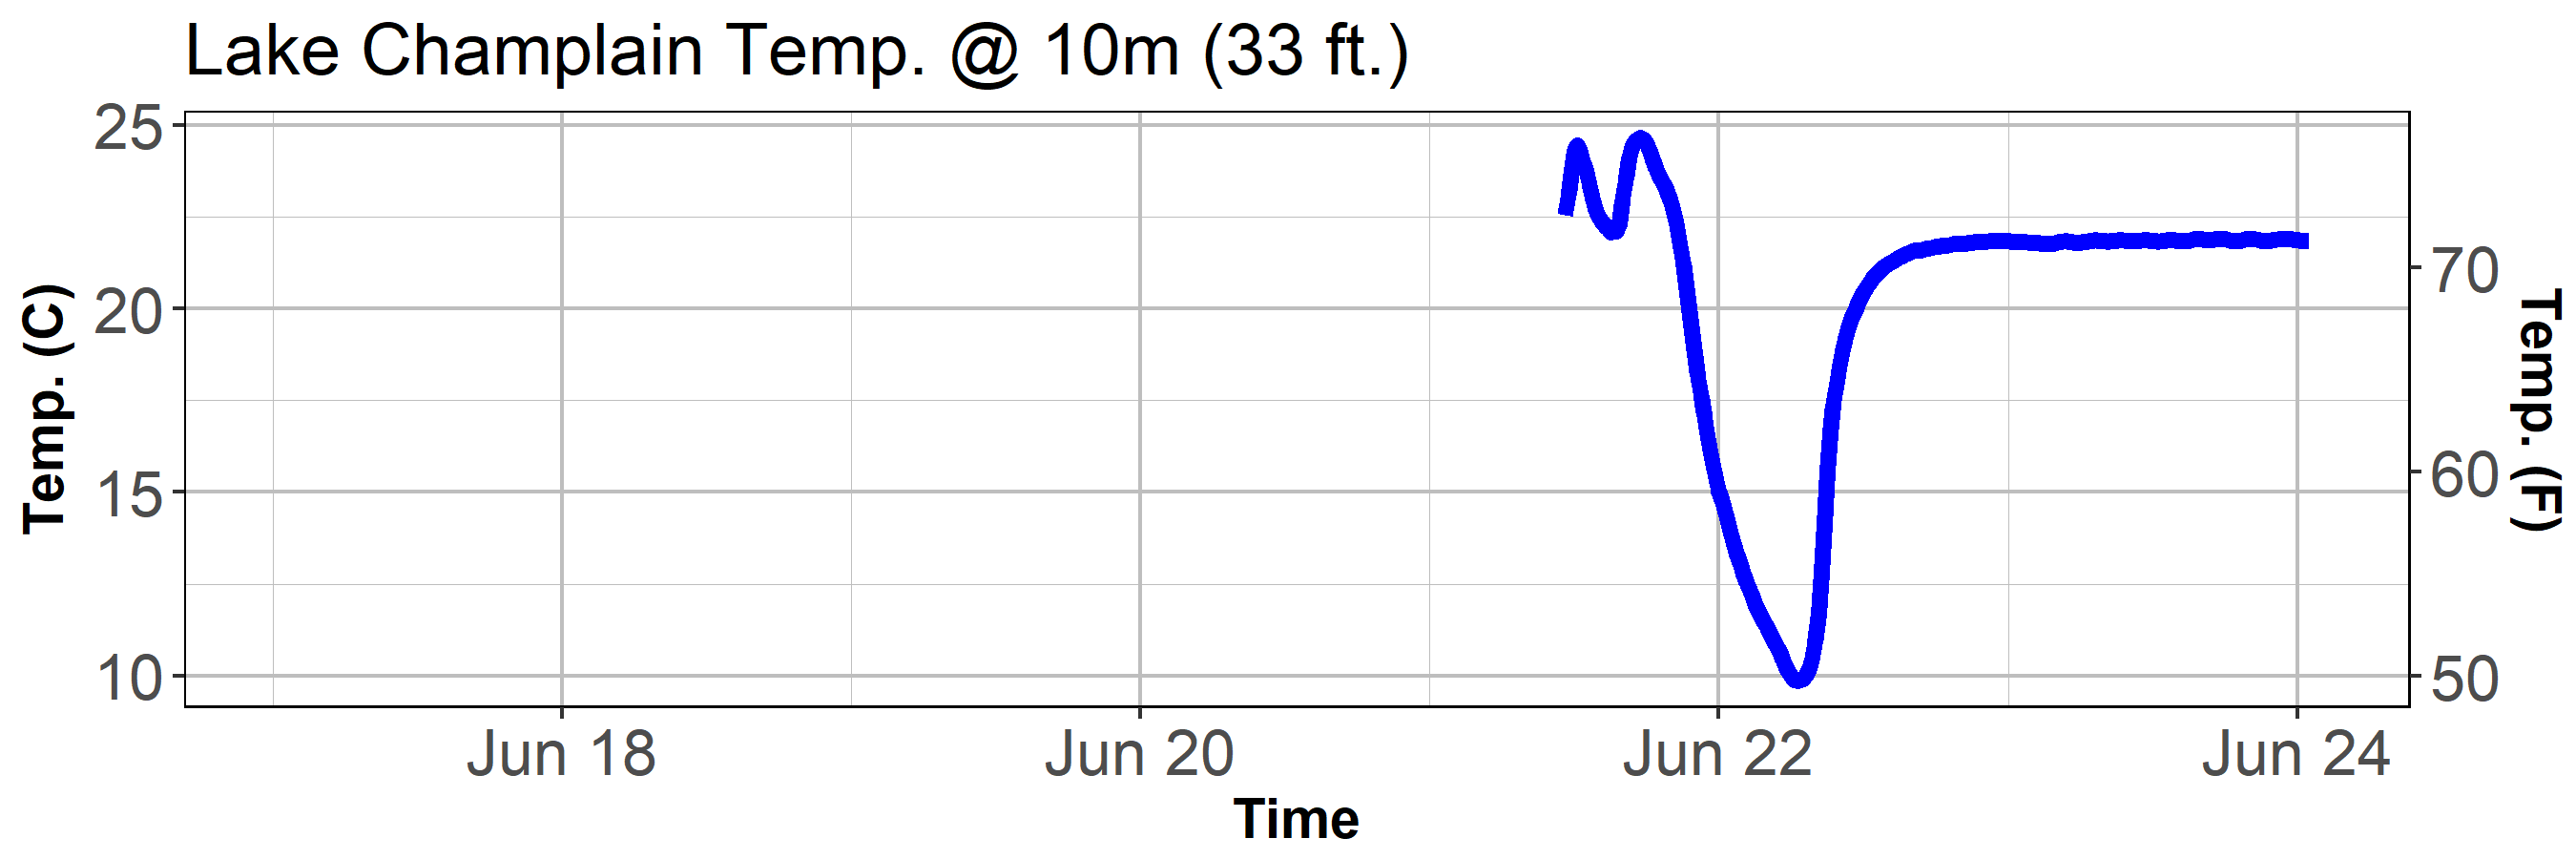 Lake Champlain Temp. @ 10m (33 ft.)
25
20
15
10
Temp. (C)
70
60
50
Temp. (F)
Jun 18
Jun 20
Jun 22
Jun 24
Time